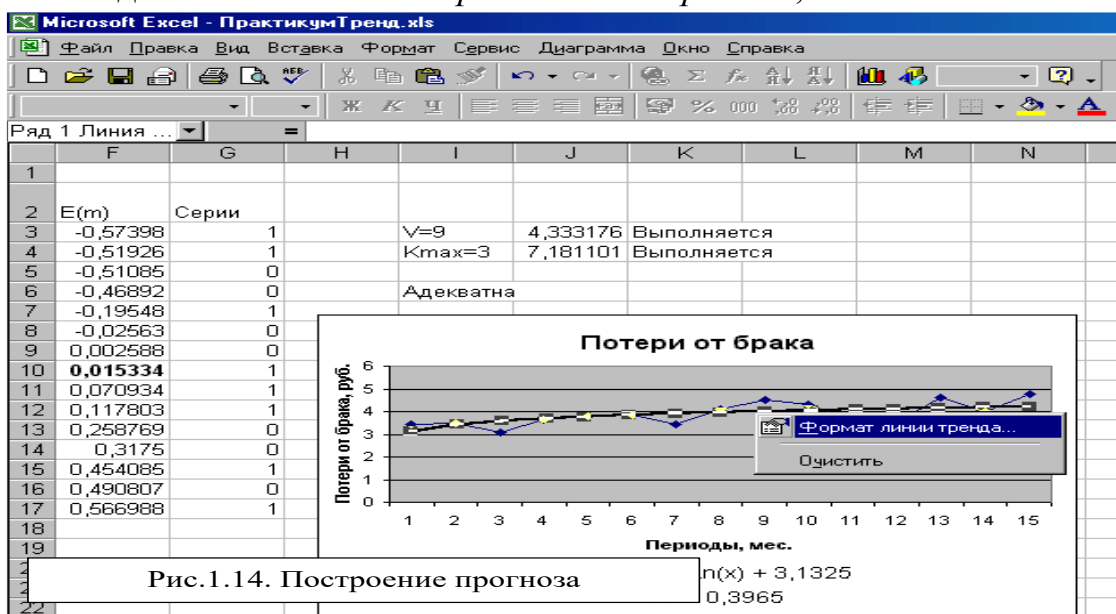 Microsoft Excel - ПрактикумТренд.xls
Файл Правка Вид Вставка Формат Сервис Диаграмма Окно Справка
Ж К Ч % 000
Ряд 1 Линия ... =
F G H I J K L M N
1
2 E(m) Серии
3 -0,57398 1 V=9 4,333176 Выполняется
4 -0,51926 1 Kmax=3 7,181101 Выполняется
5 -0,51085 0
6 -0,46892 0 Адекватна
7 -0,19548 1
8 -0,02563 0
9 0,002588 0
10 0,015334 1
11 0,070934 1
12 0,117803 1
13 0,258769 0
14 0,3175 0
15 0,454085 1
16 0,490807 0
17 0,566988 1
18
19
22
Потери от брака
Потери от брака, руб.
6
5
4
3
2
1
0
1 2 3 4 5 6 7 8 9 10 11 12 13 14 15
Периоды, мес.
Формат линии тренда...
Очистить
n(x) + 3,1325
0,3965
Рис.1.14. Построение прогноза